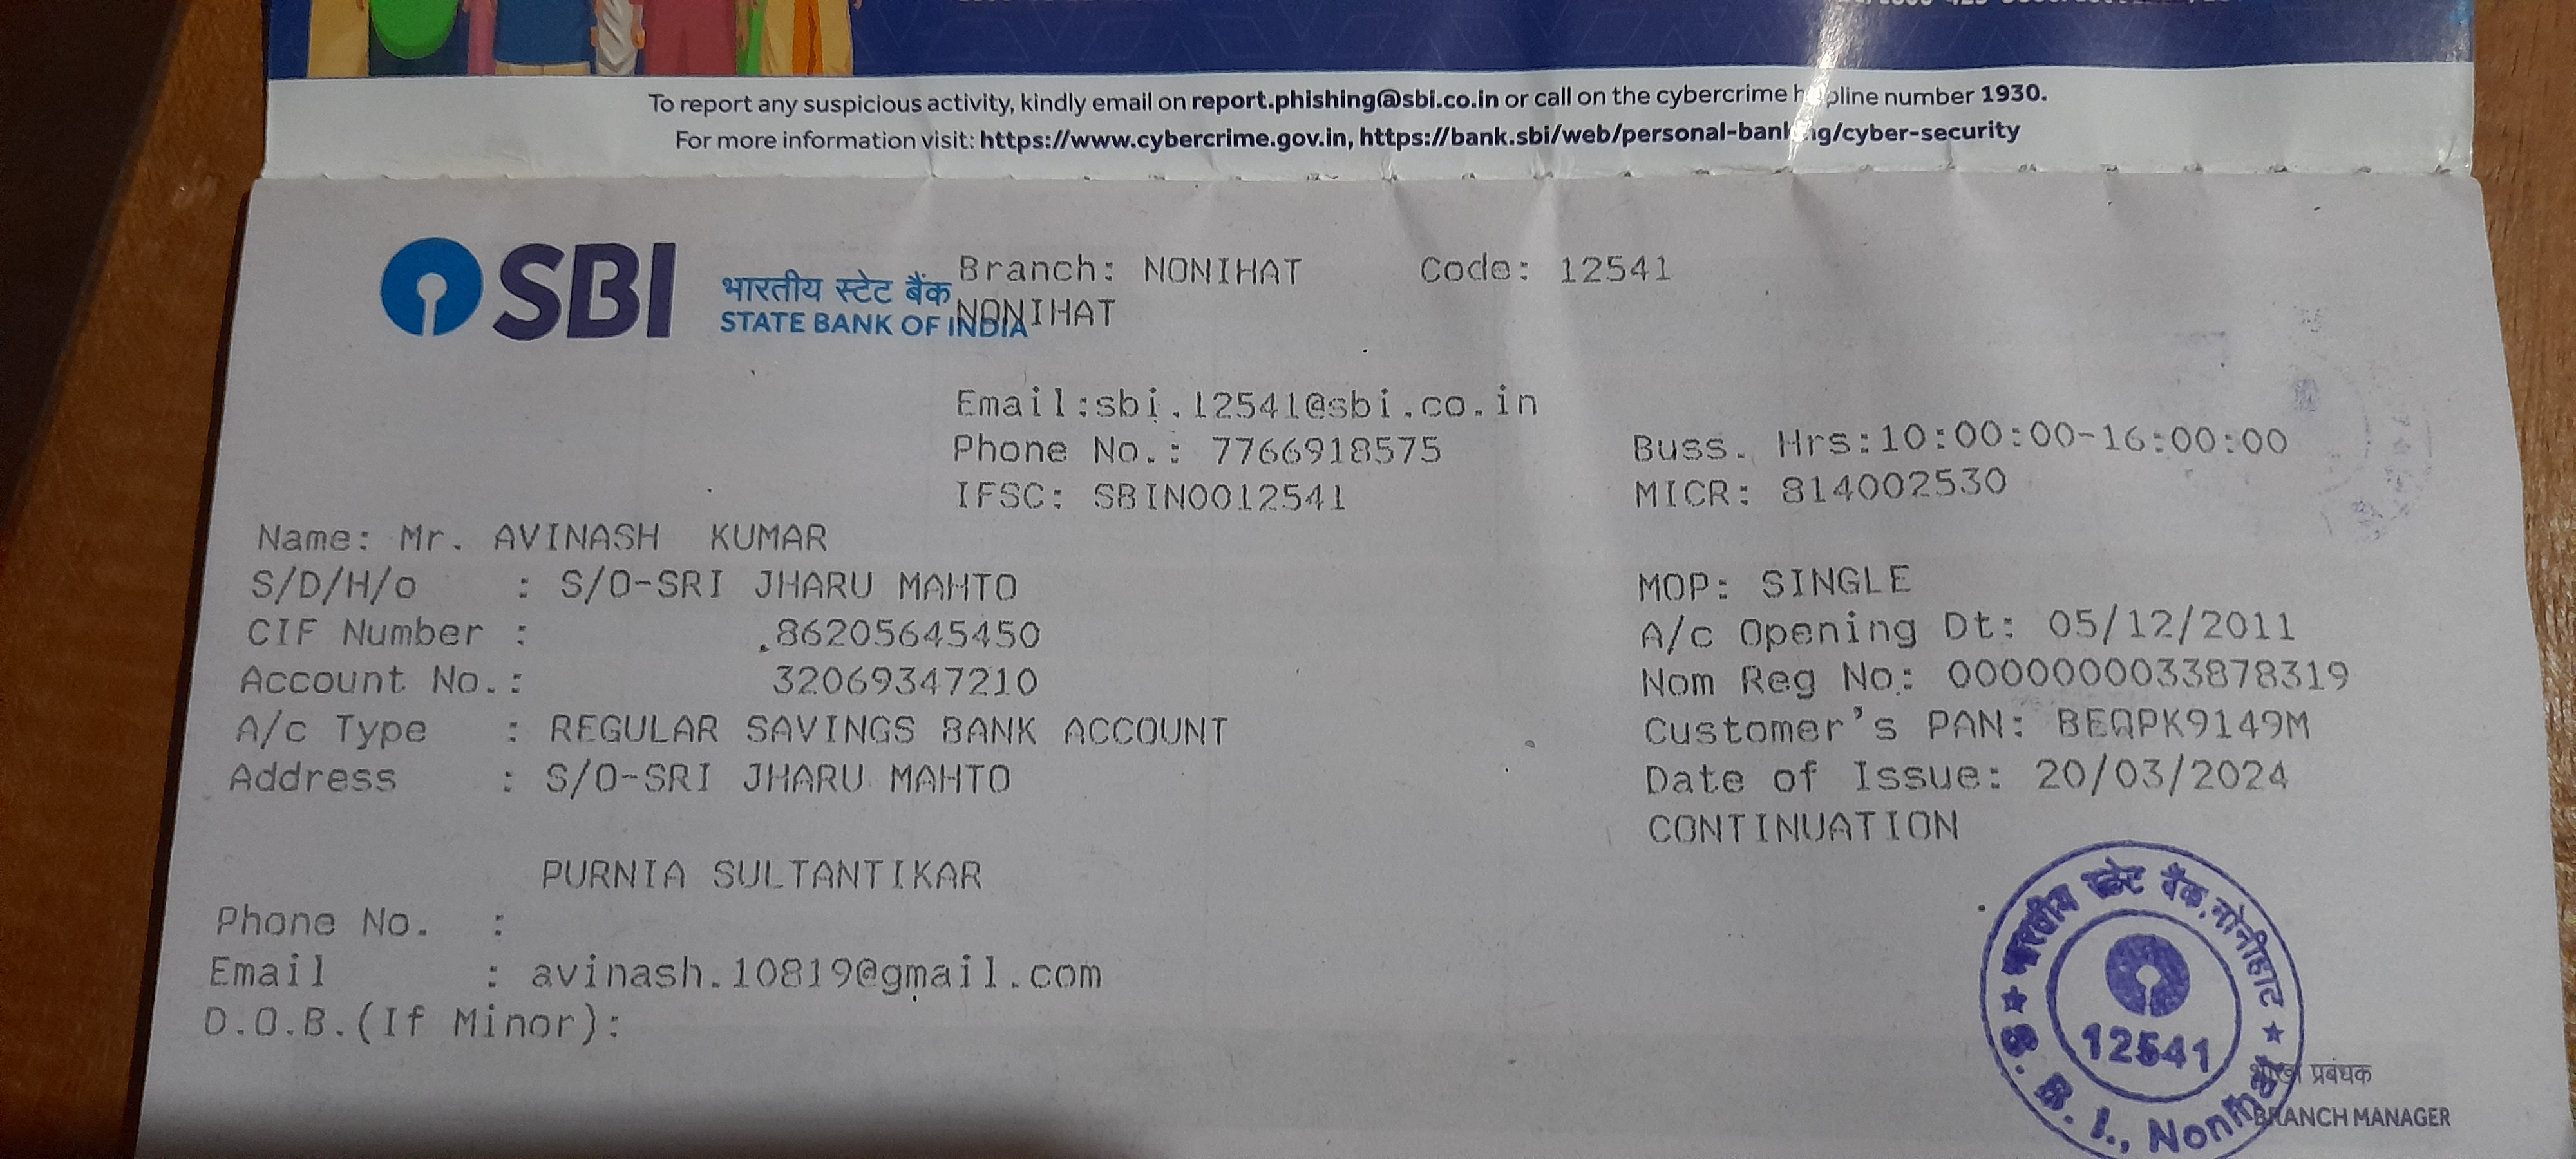 To report any suspicious activity, kindly email on report.phishing@sbi.co.in or call on the cybercrime helpline number 1930.
For more information visit: https://www.cybercrime.gov.in, https://bank.sbi/web/personal-banking/cyber-security
SBI
भारतीय स्टेट बैंक
STATE BANK OF INDIA
Branch: NONIHAT Code: 12541
NONIHAT
Email:sbi.12541@sbi.co.in
Phone No.: 7766918575 Buss. Hrs:10:00:00-16:00:00
IFSC: SBIN0012541 MICR: 814002530
Name: Mr. AVINASH KUMAR
S/D/H/o : S/O-SRI JHARU MAHTO MOP: SINGLE
CIF Number : 86205645450 A/c Opening Dt: 05/12/2011
Account No.: 32069347210 Nom Reg No: 0000000033878319
A/c Type : REGULAR SAVINGS BANK ACCOUNT Customer's PAN: BEQPK9149M
Address : S/O-SRI JHARU MAHTO Date of Issue: 20/03/2024
CONTINUATION
PURNIA SULTANTIKAR
Phone No. :
Email : avinash.10819@gmail.com
D.O.B.(If Minor):
भारतीय स्टेट बैंक, नोनीहाट
12541
S. B. I., Nonihat
शाखा प्रबंधक
BRANCH MANAGER